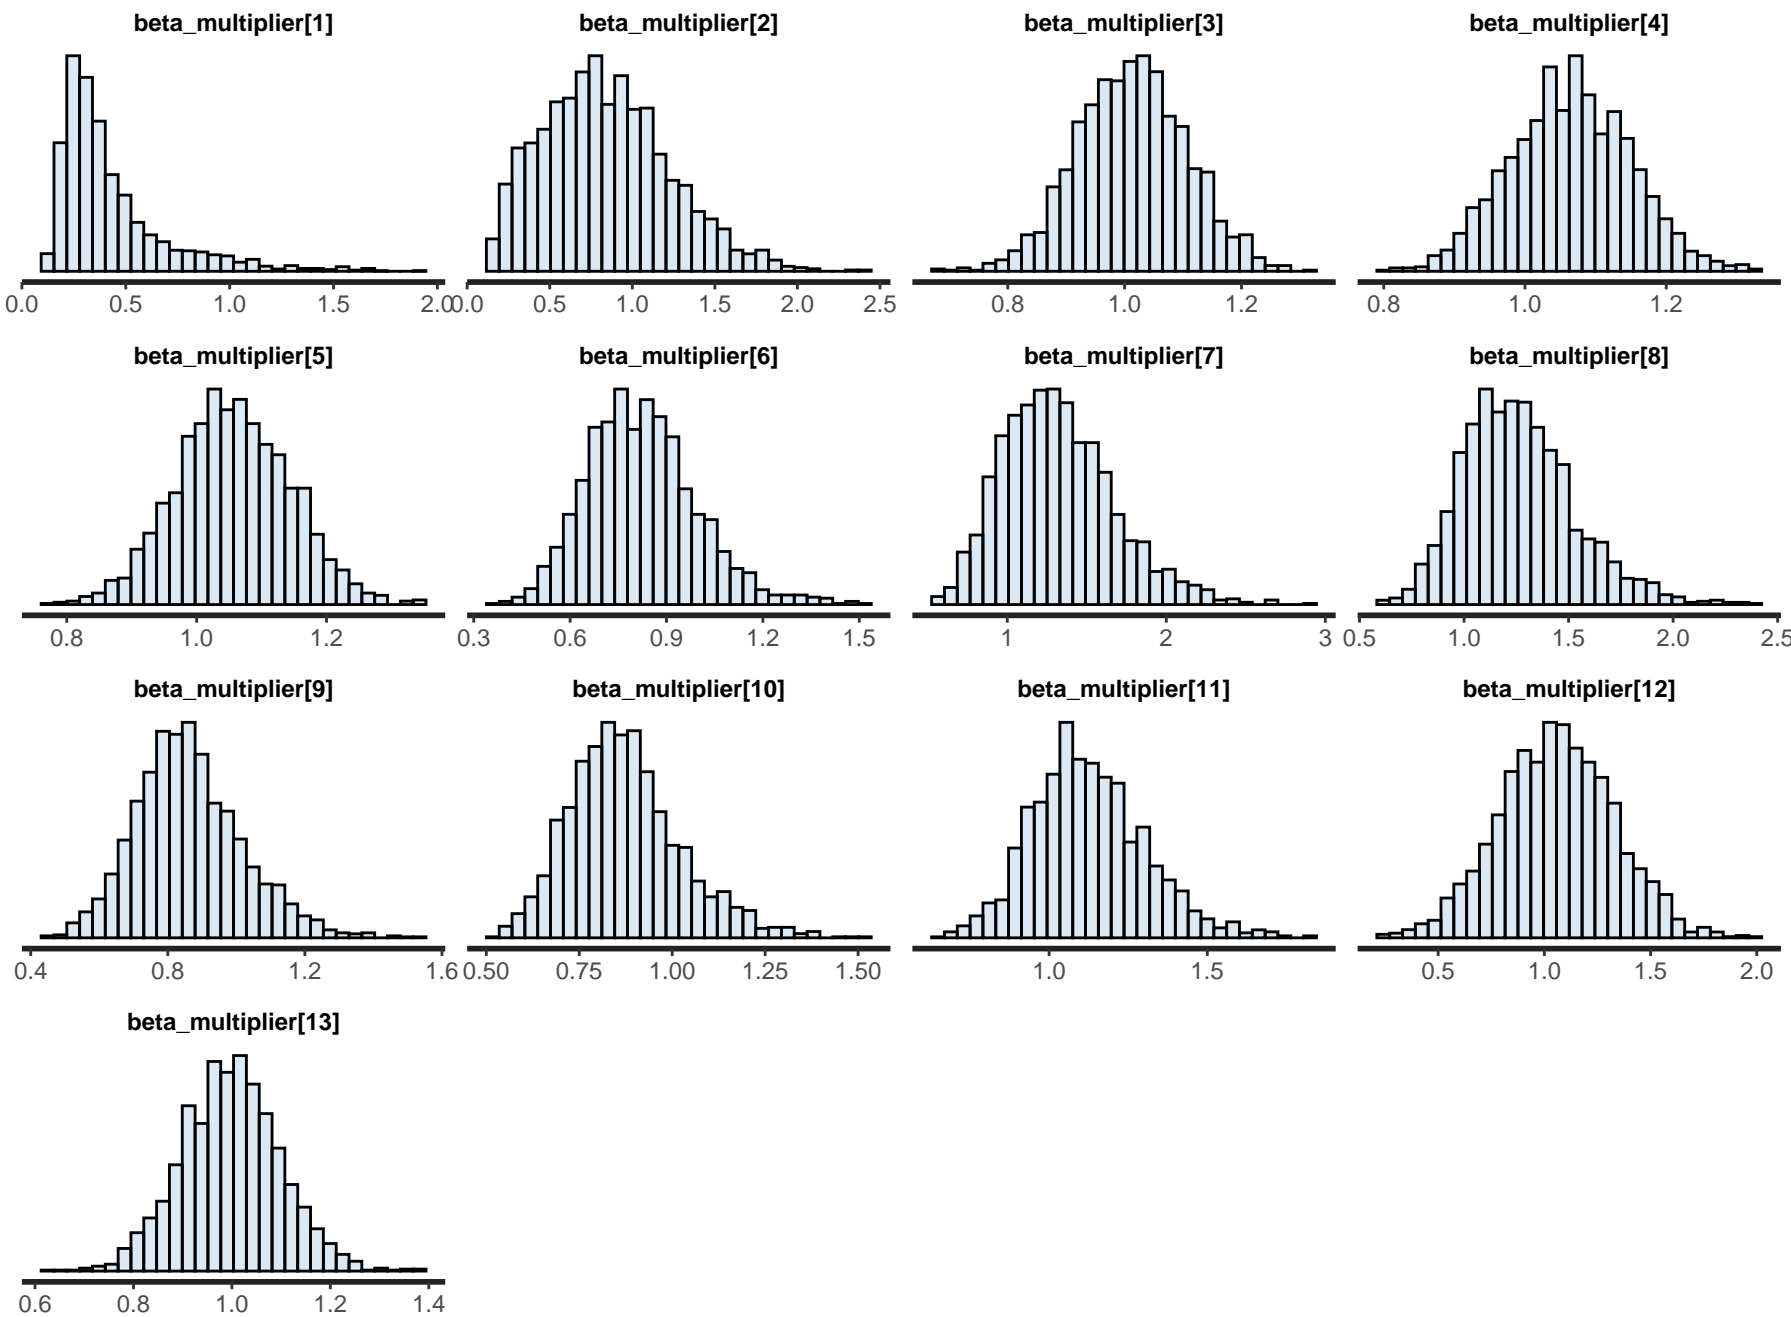 beta_multiplier[1] beta_multiplier[2] beta_multiplier[3] beta_multiplier[4]
0.0 0.5 1.0 1.5 2.0 0.0 0.5 1.0 1.5 2.0 2.5 0.8 1.0 1.2 0.8 1.0 1.2
beta_multiplier[5] beta_multiplier[6] beta_multiplier[7] beta_multiplier[8]
0.8 1.0 1.2 0.3 0.6 0.9 1.2 1.5 1 2 3 0.5 1.0 1.5 2.0 2.5
beta_multiplier[9] beta_multiplier[10] beta_multiplier[11] beta_multiplier[12]
0.4 0.8 1.2 1.6 0.50 0.75 1.00 1.25 1.50 1.0 1.5 0.5 1.0 1.5 2.0
beta_multiplier[13]
0.6 0.8 1.0 1.2 1.4